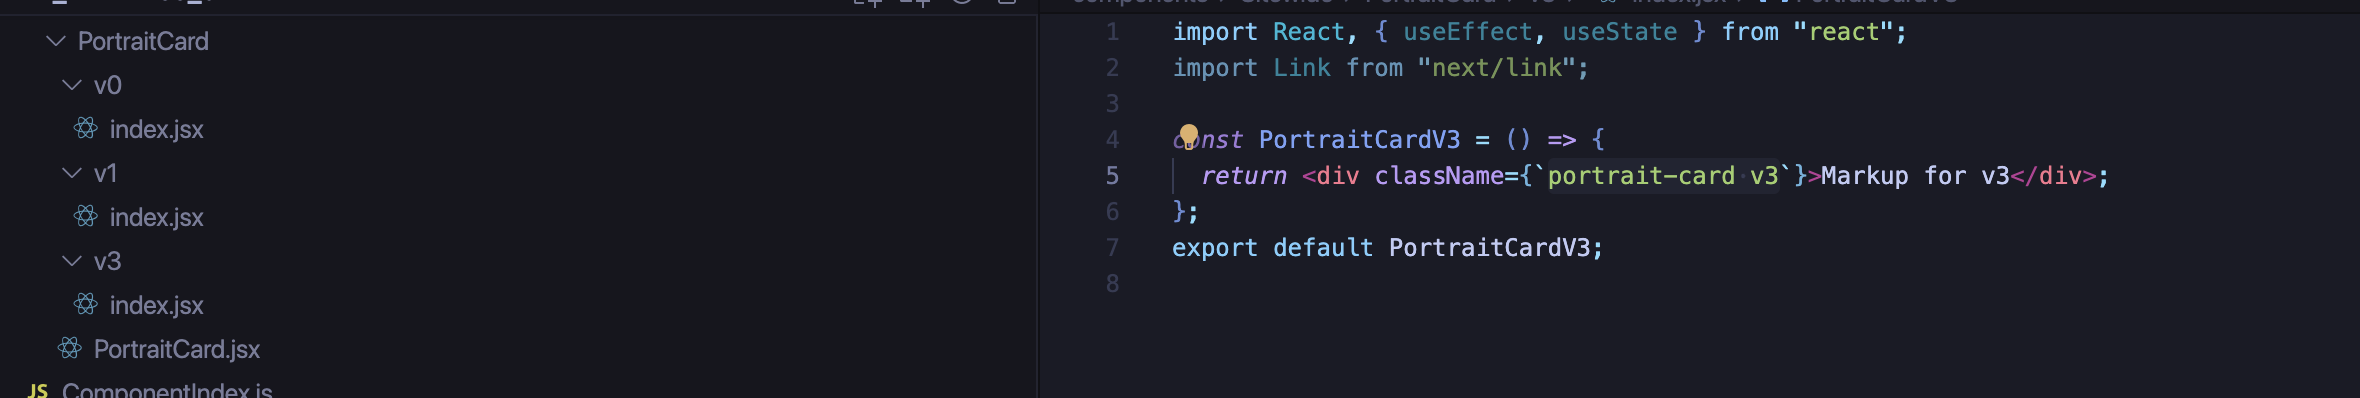 PortraitCard
v0
index.jsx
v1
index.jsx
v3
index.jsx
PortraitCard.jsx
JS ComponentIndex.js
1 import React, { useEffect, useState } from "react";
2 import Link from "next/link";
3
4 const PortraitCardV3 = () => {
5 return <div className={`portrait-card v3`}>Markup for v3</div>;
6 };
7 export default PortraitCardV3;
8